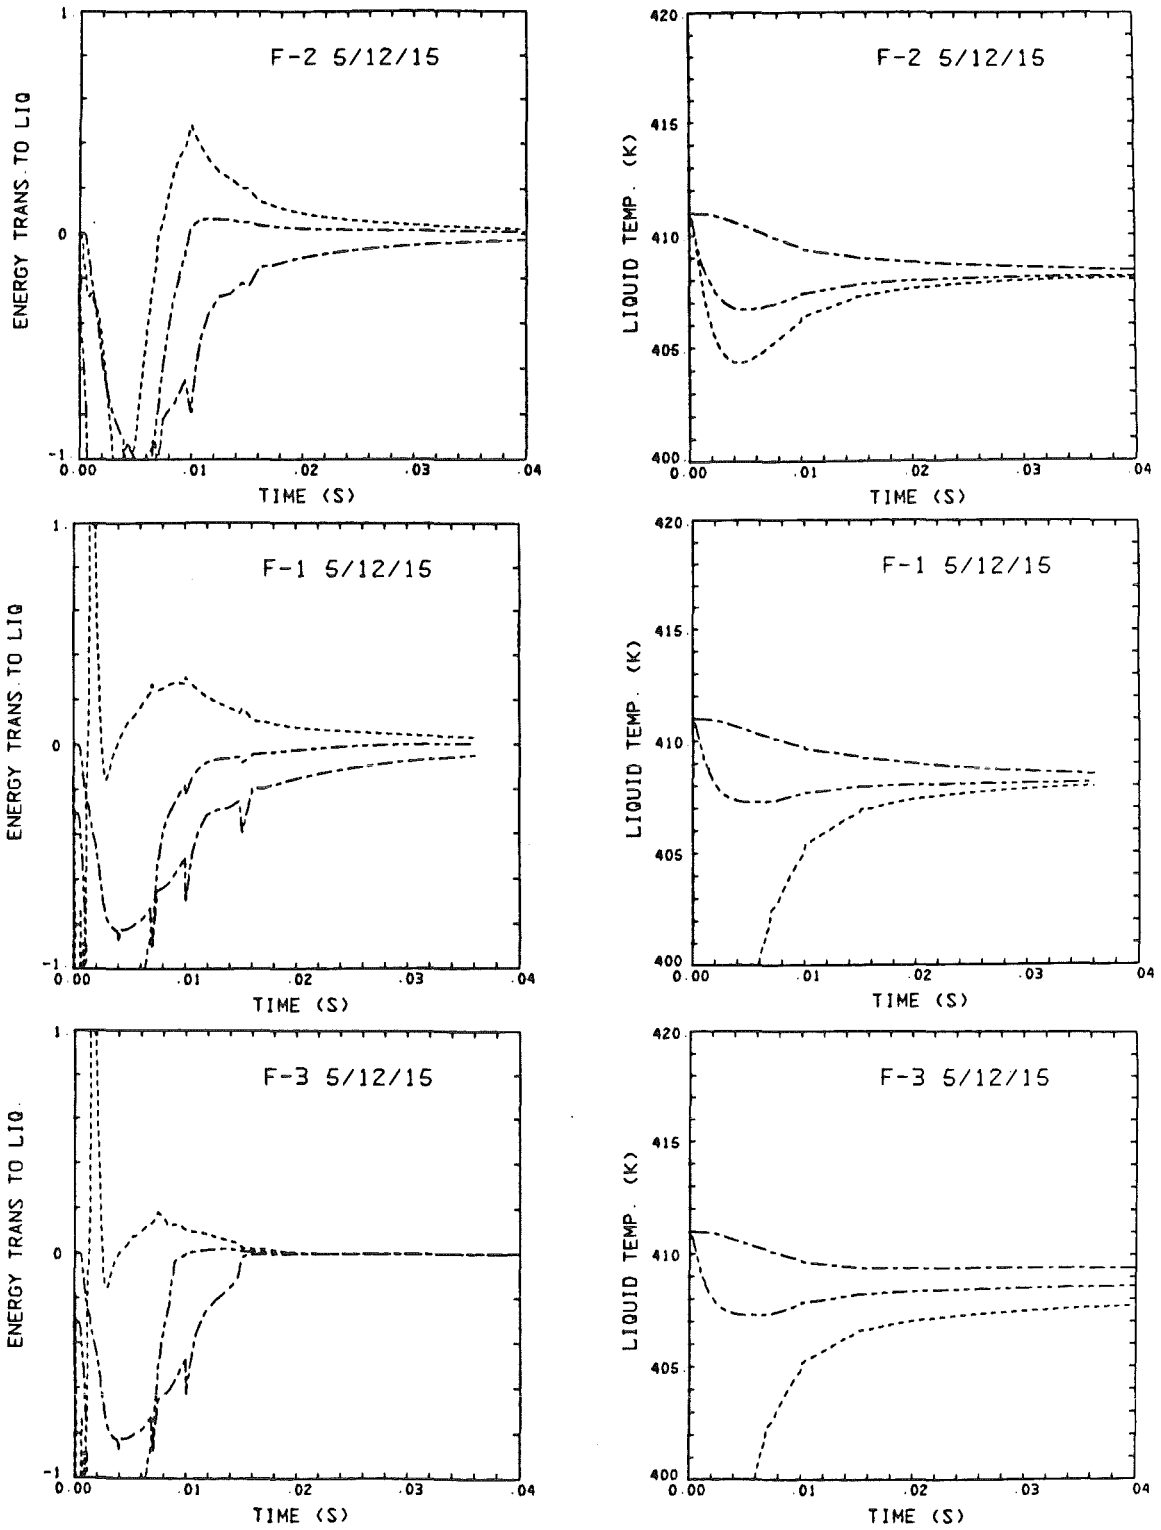 1.
F-2 5/12/15
ENERGY TRANS. TO LIQ
0
-1
0.00 .01 .02 .03 .04
TIME (S)
420.
F-2 5/12/15
415.
LIQUID TEMP. (K)
410.
405.
400.
0.00 .01 .02 .03 .04
TIME (S)
1.
F-1 5/12/15
ENERGY TRANS. TO LIQ
0
-1.
0.00 .01 .02 .03 .04
TIME (S)
420.
F-1 5/12/15
415.
LIQUID TEMP. (K)
410.
405.
400
0.00 .01 .02 .03 .04
TIME (S)
1.
F-3 5/12/15
ENERGY TRANS TO LIQ.
0
-1
0.00 .01 .02 .03 .04
TIME (S)
420.
F-3 5/12/15
415
LIQUID TEMP. (K)
410.
405.
400
0.00 .01 .02 .03 .04
TIME (S)